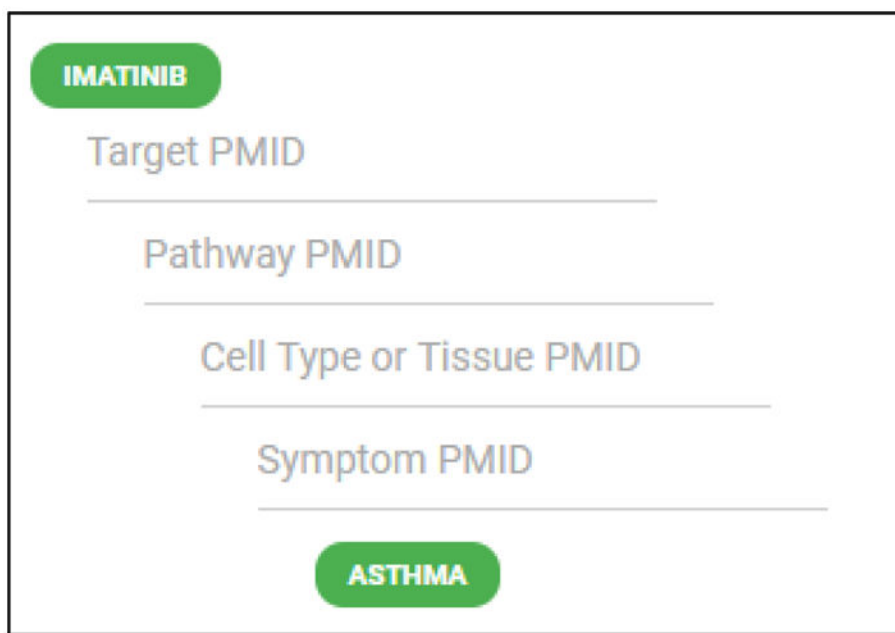 IMATINIB
Target PMID
Pathway PMID
Cell Type or Tissue PMID
Symptom PMID
ASTHMA